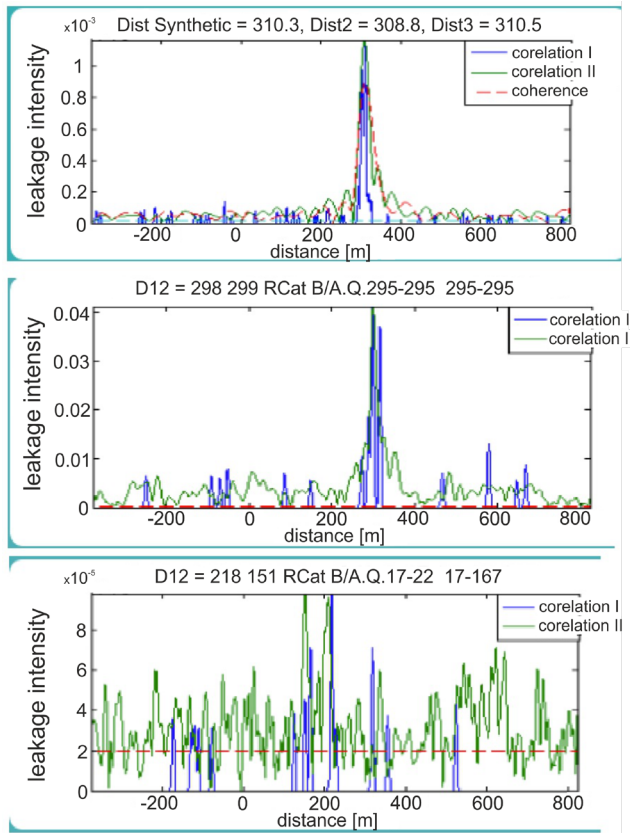 Dist Synthetic = 310.3, Dist2 = 308.8, Dist3 = 310.5
x10-3
leakage intensity
1
0.8
0.6
0.4
0.2
0
corelation I
corelation II
coherence
-200 0 200 400 600 800
distance [m]
D12 = 298 299 RCat B/A.Q.295-295 295-295
leakage intensity
0.04
0.03
0.02
0.01
0
corelation I
corelation I
-200 0 200 400 600 800
distance [m]
D12 = 218 151 RCat B/A.Q.17-22 17-167
x10-5
leakage intensity
8
6
4
2
0
corelation I
corelation II
-200 0 200 400 600 800
distance [m]